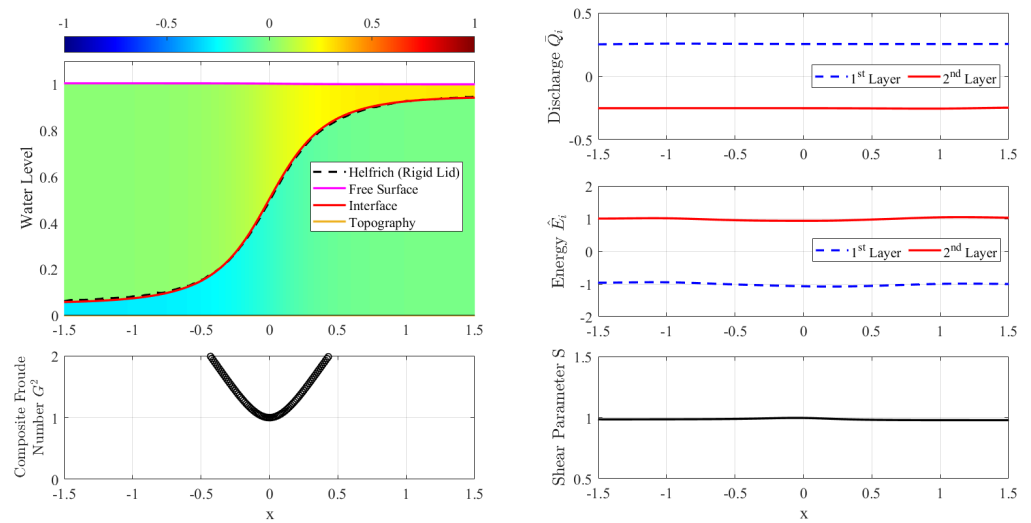 -1 -0.5 0 0.5 1
Water Level
1
0.8
0.6
0.4
0.2
0
Helfrich (Rigid Lid)
Free Surface
Interface
Topography
-1.5 -1 -0.5 0 0.5 1 1.5
Composite Froude
Number G²
2
1
0
-1.5 -1 -0.5 0 0.5 1 1.5
x
Discharge Q̄ᵢ
0.5
0
-0.5
1st Layer 2nd Layer
-1.5 -1 -0.5 0 0.5 1 1.5
Energy Êᵢ
2
1
0
-1
-2
1st Layer 2nd Layer
-1.5 -1 -0.5 0 0.5 1 1.5
Shear Parameter S
1.5
1
0.5
-1.5 -1 -0.5 0 0.5 1 1.5
x